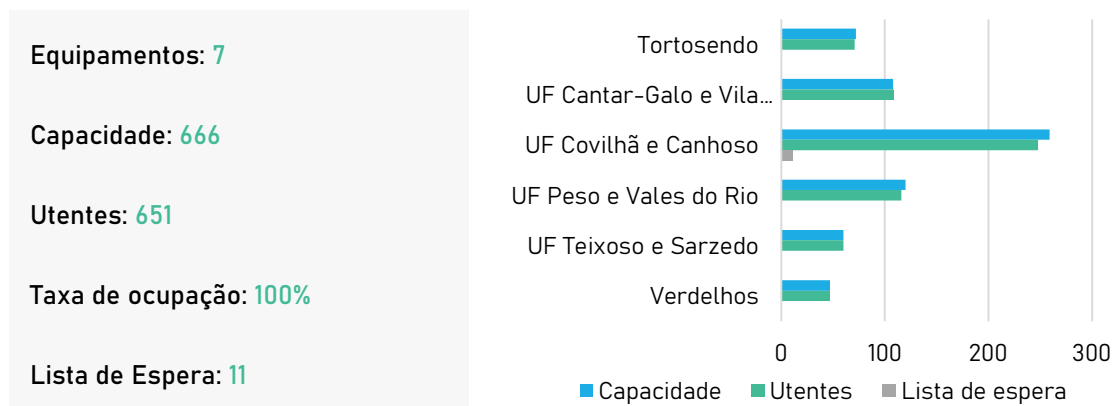 Equipamentos: 7
Capacidade: 666
Utentes: 651
Taxa de ocupação: 100%
Lista de Espera: 11
Tortosendo
UF Cantar-Galo e Vila...
UF Covilhã e Canhoso
UF Peso e Vales do Rio
UF Teixoso e Sarzedo
Verdelhos
0 100 200 300
Capacidade Utentes Lista de espera